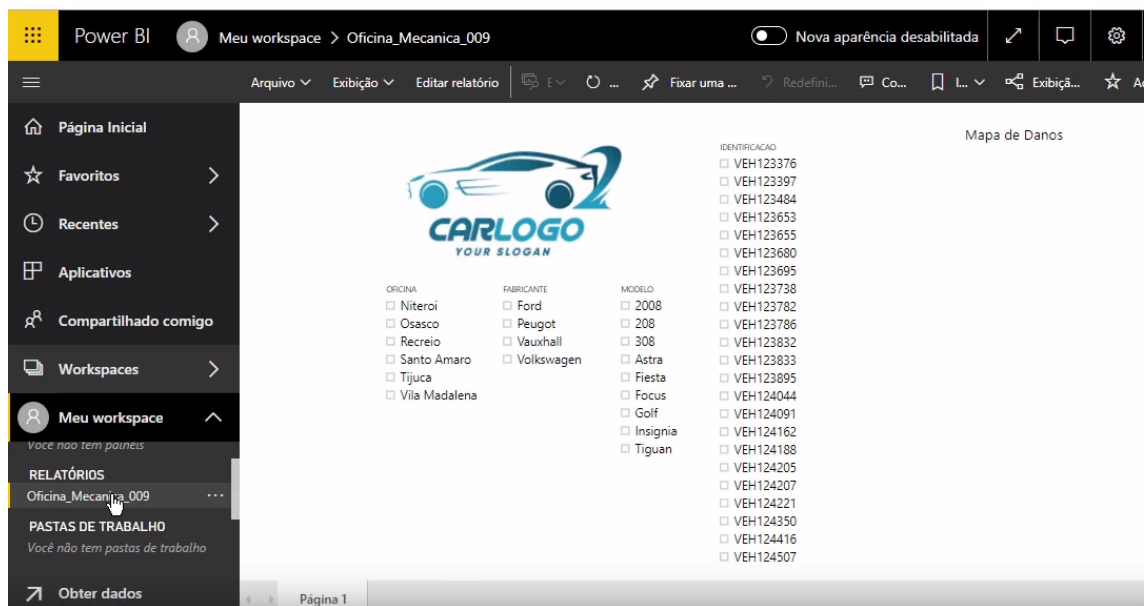 Power BI
Meu workspace > Oficina_Mecanica_009
Nova aparência desabilitada
Arquivo
Exibição
Editar relatório
...
Fixar uma ...
Redefini...
Co...
I...
Exibiçã...
Página Inicial
Favoritos
Recentes
Aplicativos
Compartilhado comigo
Workspaces
Meu workspace
Você não tem painéis
RELATÓRIOS
Oficina_Mecanica_009
PASTAS DE TRABALHO
Você não tem pastas de trabalho
Obter dados
CARLOGO
YOUR SLOGAN
OFICINA
Niteroi
Osasco
Recreio
Santo Amaro
Tijuca
Vila Madalena
FABRICANTE
Ford
Peugot
Vauxhall
Volkswagen
MODELO
2008
208
308
Astra
Fiesta
Focus
Golf
Insignia
Tiguan
IDENTIFICACAO
VEH123376
VEH123397
VEH123484
VEH123653
VEH123655
VEH123680
VEH123695
VEH123738
VEH123782
VEH123786
VEH123832
VEH123833
VEH123895
VEH124044
VEH124091
VEH124162
VEH124188
VEH124205
VEH124207
VEH124221
VEH124350
VEH124416
VEH124507
Mapa de Danos
Página 1